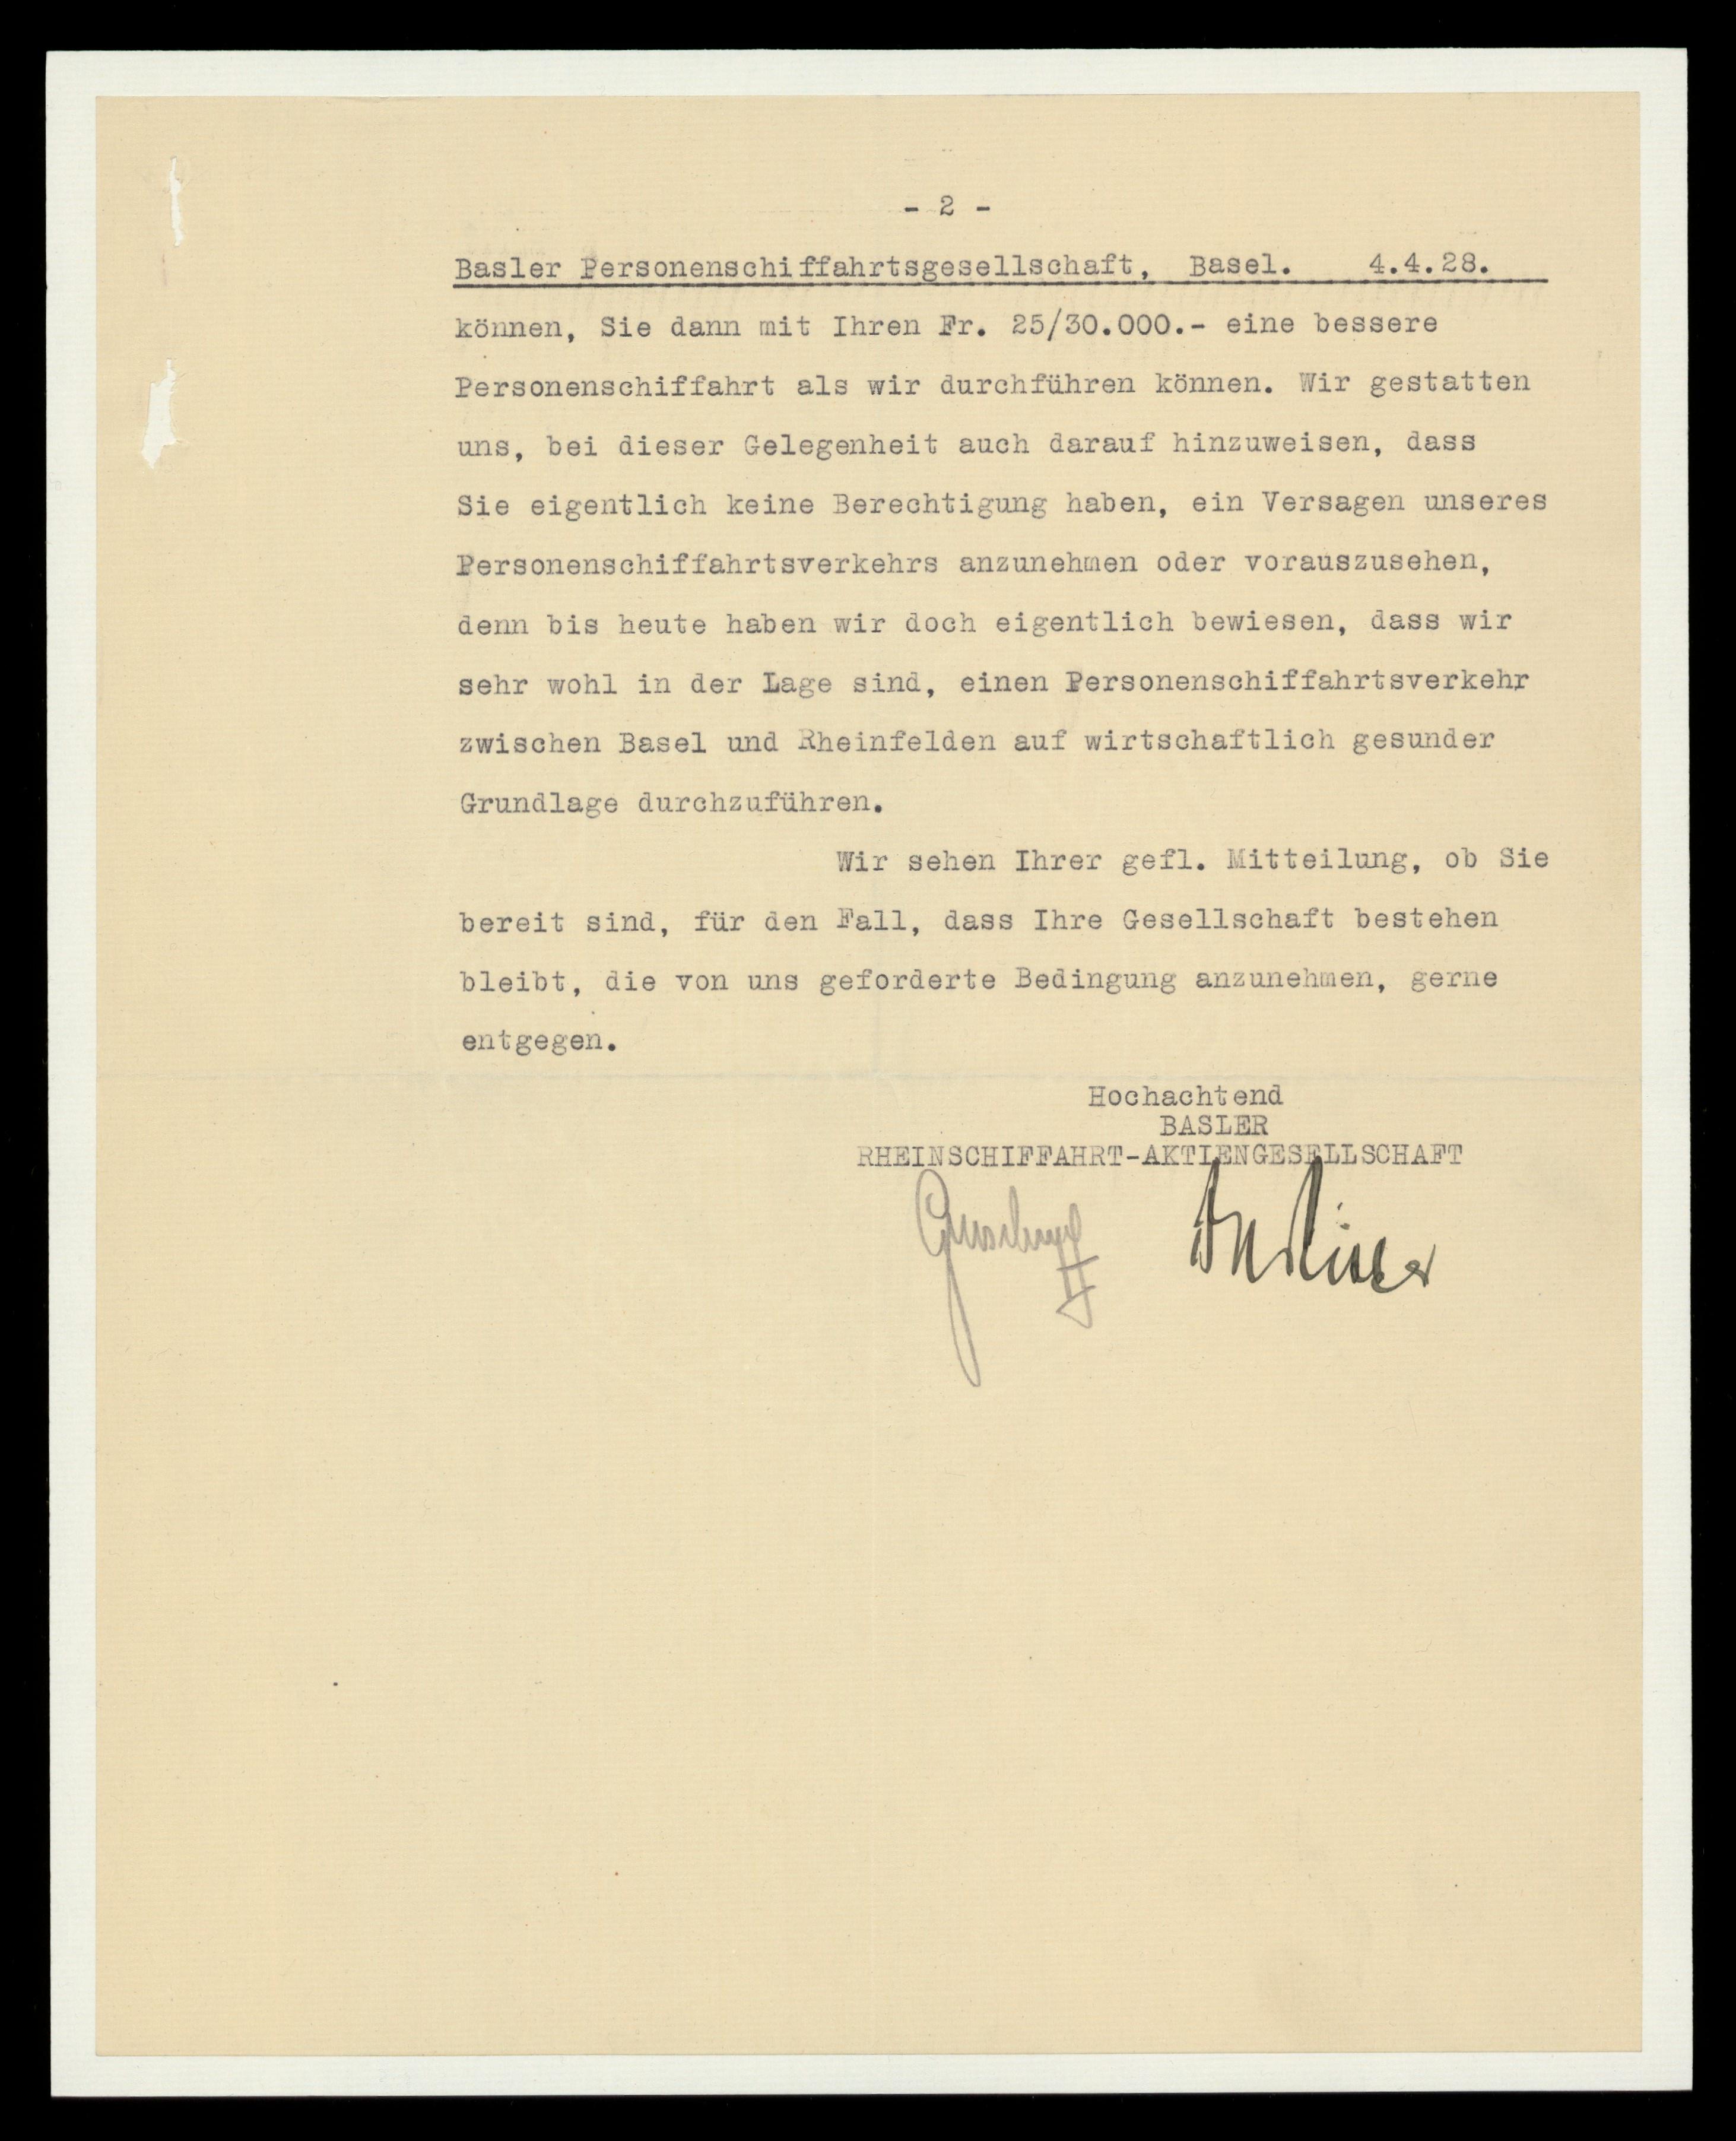 - 2 -
Basler Personenschiffahrtsgesellschaft, Basel. 4.4.28.
können, Sie dann mit Ihren Fr. 25/30.000.- eine bessere
Personenschiffahrt als wir durchführen können. Wir gestatten
uns, bei dieser Gelegenheit auch darauf hinzuweisen, dass
Sie eigentlich keine Berechtigung haben, ein Versagen unseres
Personenschiffahrtsverkehrs anzunehmen oder vorauszusehen,
denn bis heute haben wir doch eigentlich bewiesen, dass wir
sehr wohl in der Lage sind, einen Personenschiffahrtsverkehr
zwischen Basel und Rheinfelden auf wirtschaftlich gesunder
Grundlage durchzuführen.
Wir sehen Ihrer gefl. Mitteilung, ob Sie
bereit sind, für den Fall, dass Ihre Gesellschaft bestehen
bleibt, die von uns geforderte Bedingung anzunehmen, gerne
entgegen.
Hochachtend
BASLER
RHEINSCHIFFAHRT-AKTIENGESELLSCHAFT